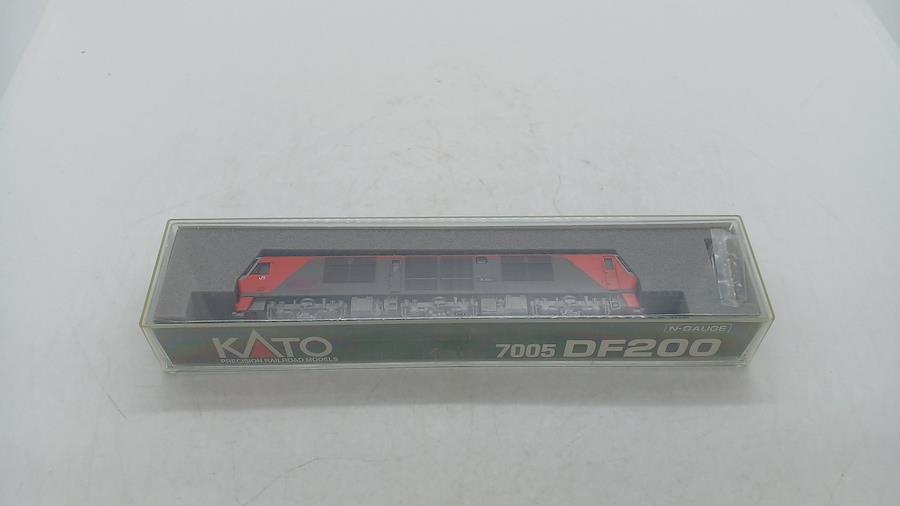 [N-GAUGE]
KATO 7005 DF200
PRECISION RAILROAD MODELS